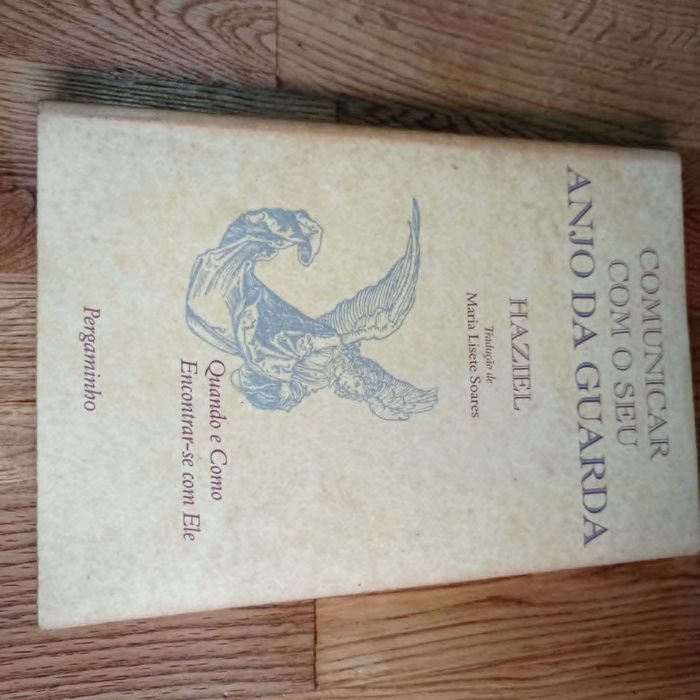 COMUNICAR
COM O SEU
ANJO DA GUARDA
HAZIEL
Tradução de
Maria Lisete Soares
Quando e Como
Encontrar-se com Ele
Pergaminho